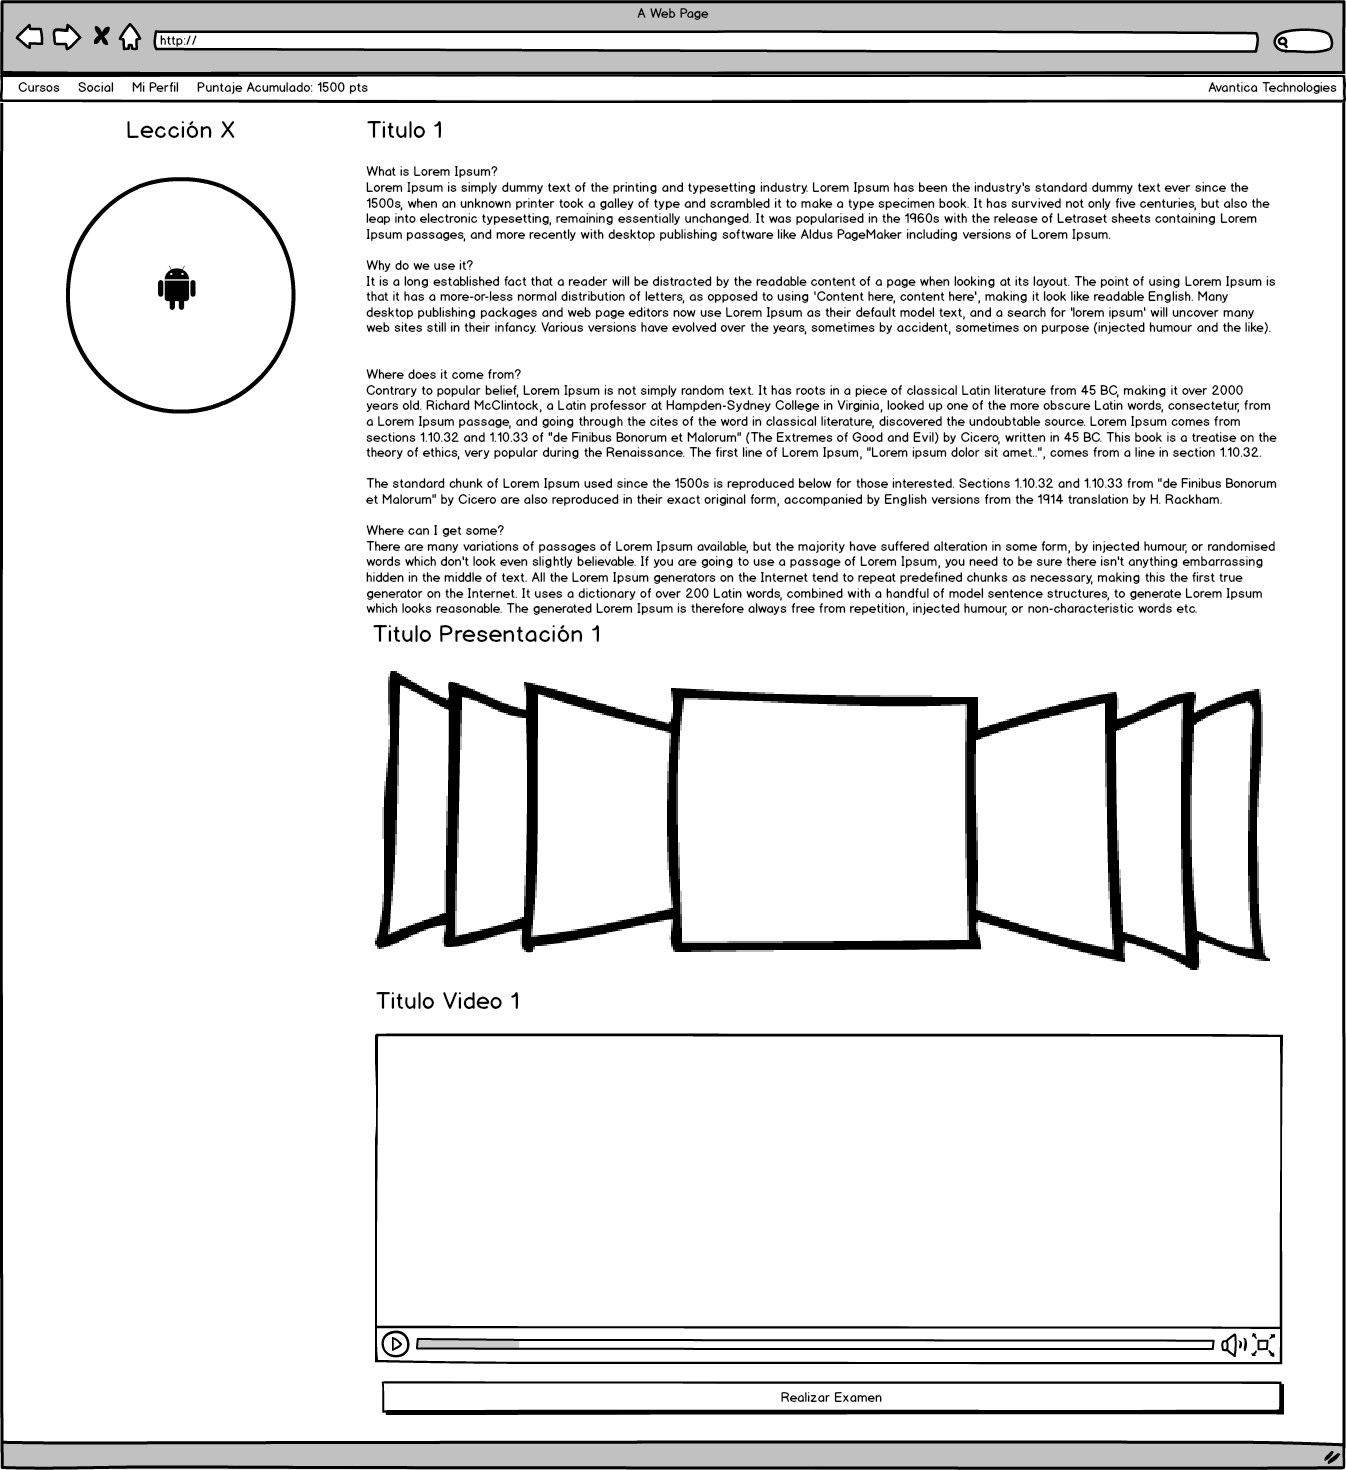 A Web Page
http://
Cursos Social Mi Perfil Puntaje Acumulado: 1500 pts Avantica Technologies
Lección X
Titulo 1
What is Lorem Ipsum?
Lorem Ipsum is simply dummy text of the printing and typesetting industry. Lorem Ipsum has been the industry's standard dummy text ever since the
1500s, when an unknown printer took a galley of type and scrambled it to make a type specimen book. It has survived not only five centuries, but also the
leap into electronic typesetting, remaining essentially unchanged. It was popularised in the 1960s with the release of Letraset sheets containing Lorem
Ipsum passages, and more recently with desktop publishing software like Aldus PageMaker including versions of Lorem Ipsum.
Why do we use it?
It is a long established fact that a reader will be distracted by the readable content of a page when looking at its layout. The point of using Lorem Ipsum is
that it has a more-or-less normal distribution of letters, as opposed to using 'Content here, content here', making it look like readable English. Many
desktop publishing packages and web page editors now use Lorem Ipsum as their default model text, and a search for 'lorem ipsum' will uncover many
web sites still in their infancy. Various versions have evolved over the years, sometimes by accident, sometimes on purpose (injected humour and the like).
Where does it come from?
Contrary to popular belief, Lorem Ipsum is not simply random text. It has roots in a piece of classical Latin literature from 45 BC, making it over 2000
years old. Richard McClintock, a Latin professor at Hampden-Sydney College in Virginia, looked up one of the more obscure Latin words, consectetur, from
a Lorem Ipsum passage, and going through the cites of the word in classical literature, discovered the undoubtable source. Lorem Ipsum comes from
sections 1.10.32 and 1.10.33 of "de Finibus Bonorum et Malorum" (The Extremes of Good and Evil) by Cicero, written in 45 BC. This book is a treatise on the
theory of ethics, very popular during the Renaissance. The first line of Lorem Ipsum, "Lorem ipsum dolor sit amet..", comes from a line in section 1.10.32.
The standard chunk of Lorem Ipsum used since the 1500s is reproduced below for those interested. Sections 1.10.32 and 1.10.33 from "de Finibus Bonorum
et Malorum" by Cicero are also reproduced in their exact original form, accompanied by English versions from the 1914 translation by H. Rackham.
Where can I get some?
There are many variations of passages of Lorem Ipsum available, but the majority have suffered alteration in some form, by injected humour, or randomised
words which don't look even slightly believable. If you are going to use a passage of Lorem Ipsum, you need to be sure there isn't anything embarrassing
hidden in the middle of text. All the Lorem Ipsum generators on the Internet tend to repeat predefined chunks as necessary, making this the first true
generator on the Internet. It uses a dictionary of over 200 Latin words, combined with a handful of model sentence structures, to generate Lorem Ipsum
which looks reasonable. The generated Lorem Ipsum is therefore always free from repetition, injected humour, or non-characteristic words etc.
Titulo Presentación 1
Titulo Video 1
Realizar Examen